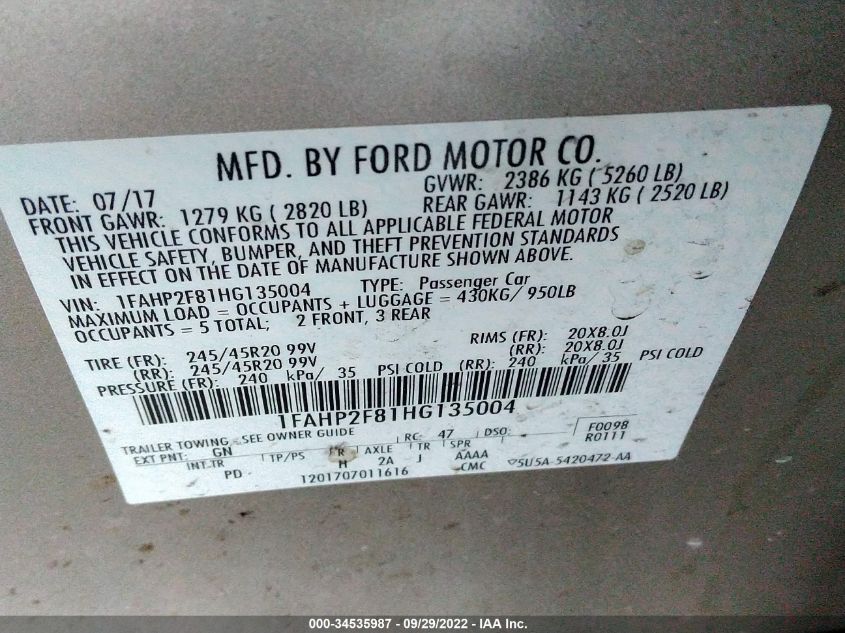 MFD. BY FORD MOTOR CO.
DATE: 07/17 GVWR: 2386 KG ( 5260 LB)
FRONT GAWR: 1279 KG ( 2820 LB) REAR GAWR: 1143 KG ( 2520 LB)
THIS VEHICLE CONFORMS TO ALL APPLICABLE FEDERAL MOTOR
VEHICLE SAFETY, BUMPER, AND THEFT PREVENTION STANDARDS
IN EFFECT ON THE DATE OF MANUFACTURE SHOWN ABOVE.
VIN: 1FAHP2F81HG135004 TYPE: Passenger Car
MAXIMUM LOAD = OCCUPANTS + LUGGAGE = 430KG/ 950LB
OCCUPANTS = 5 TOTAL; 2 FRONT, 3 REAR
TIRE (FR): 245/45R20 99V RIMS (FR): 20X8.0J
(RR): 245/45R20 99V (RR): 20X8.0J
PRESSURE (FR): 240 kPa/ 35 PSI COLD (RR): 240 kPa/ 35 PSI COLD
1FAHP2F81HG135004
TRAILER TOWING - SEE OWNER GUIDE RC: 47 DSO: F0098
EXT PNT: GN R0111
INT TR TP/PS R AXLE TR SPR
PD H 2A J AAAA
1201707011616 CMC 5U5A-5420472-AA
000-34535987 - 09/29/2022 - IAA Inc.